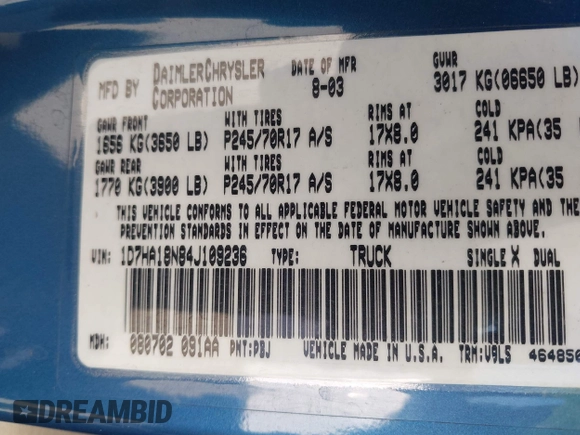 MFD BY DAIMLERCHRYSLER CORPORATION
DATE OF MFR 8-03
GVWR 3017 KG(06650 LB)
GAWR FRONT WITH TIRES RIMS AT COLD
1656 KG(3650 LB) P245/70R17 A/S 17X8.0 241 KPA(35
GAWR REAR WITH TIRES RIMS AT COLD
1770 KG(3900 LB) P245/70R17 A/S 17X8.0 241 KPA(35
THIS VEHICLE CONFORMS TO ALL APPLICABLE FEDERAL MOTOR VEHICLE SAFETY AND THE
PREVENTION STANDARDS IN EFFECT ON THE DATE OF MANUFACTURE SHOWN ABOVE.
VIN: 1D7HA18N84J109236 TYPE: TRUCK SINGLE X DUAL
MDH: 080702 091AA PNT:PBJ VEHICLE MADE IN U.S.A. TRM:V9L5 464850
DREAMBID